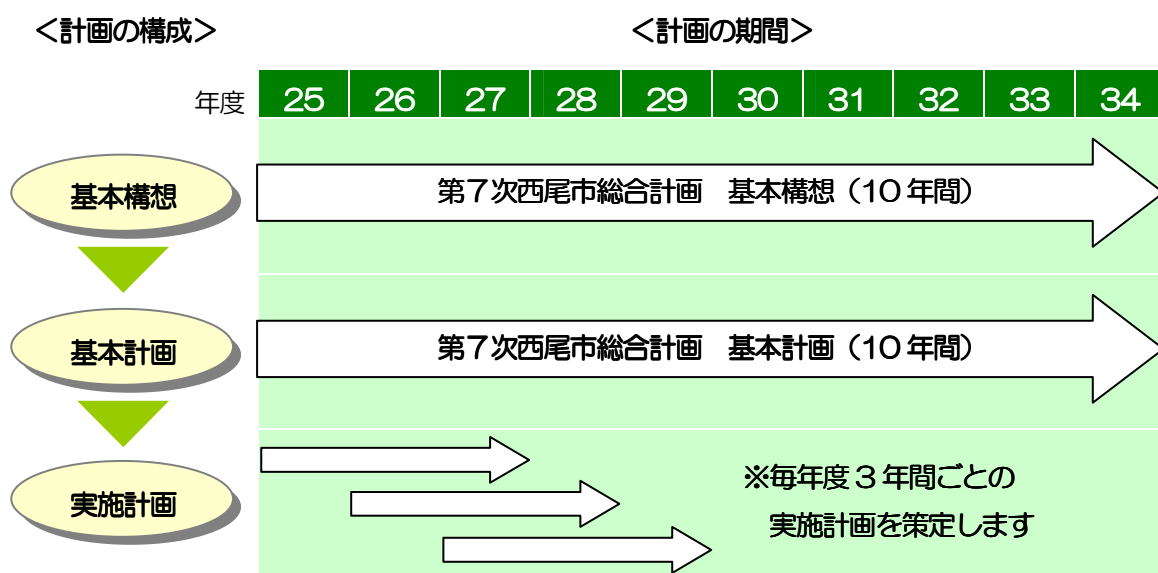 ＜計画の構成＞
＜計画の期間＞
年度 25 26 27 28 29 30 31 32 33 34
基本構想
第７次西尾市総合計画　基本構想（10年間）
基本計画
第７次西尾市総合計画　基本計画（10年間）
実施計画
※毎年度３年間ごとの
実施計画を策定します